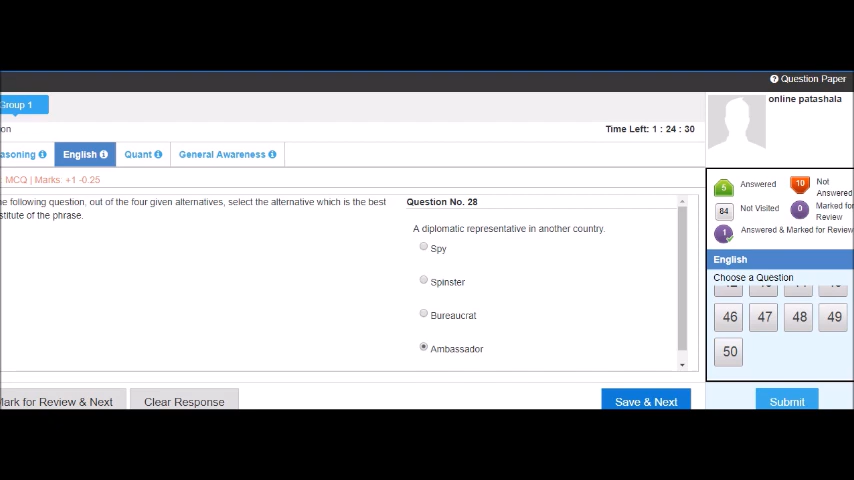 Question Paper
Group 1
online patashala
on
Time Left: 1 : 24 : 30
asoning
English
Quant
General Awareness
MCQ | Marks: +1 -0.25
5 Answered
10 Not Answered
84 Not Visited
0 Marked for Review
1 Answered & Marked for Review
e following question, out of the four given alternatives, select the alternative which is the best
stitute of the phrase.
Question No. 28
A diplomatic representative in another country.
Spy
Spinster
Bureaucrat
Ambassador
English
Choose a Question
46 47 48 49
50
Mark for Review & Next
Clear Response
Save & Next
Submit